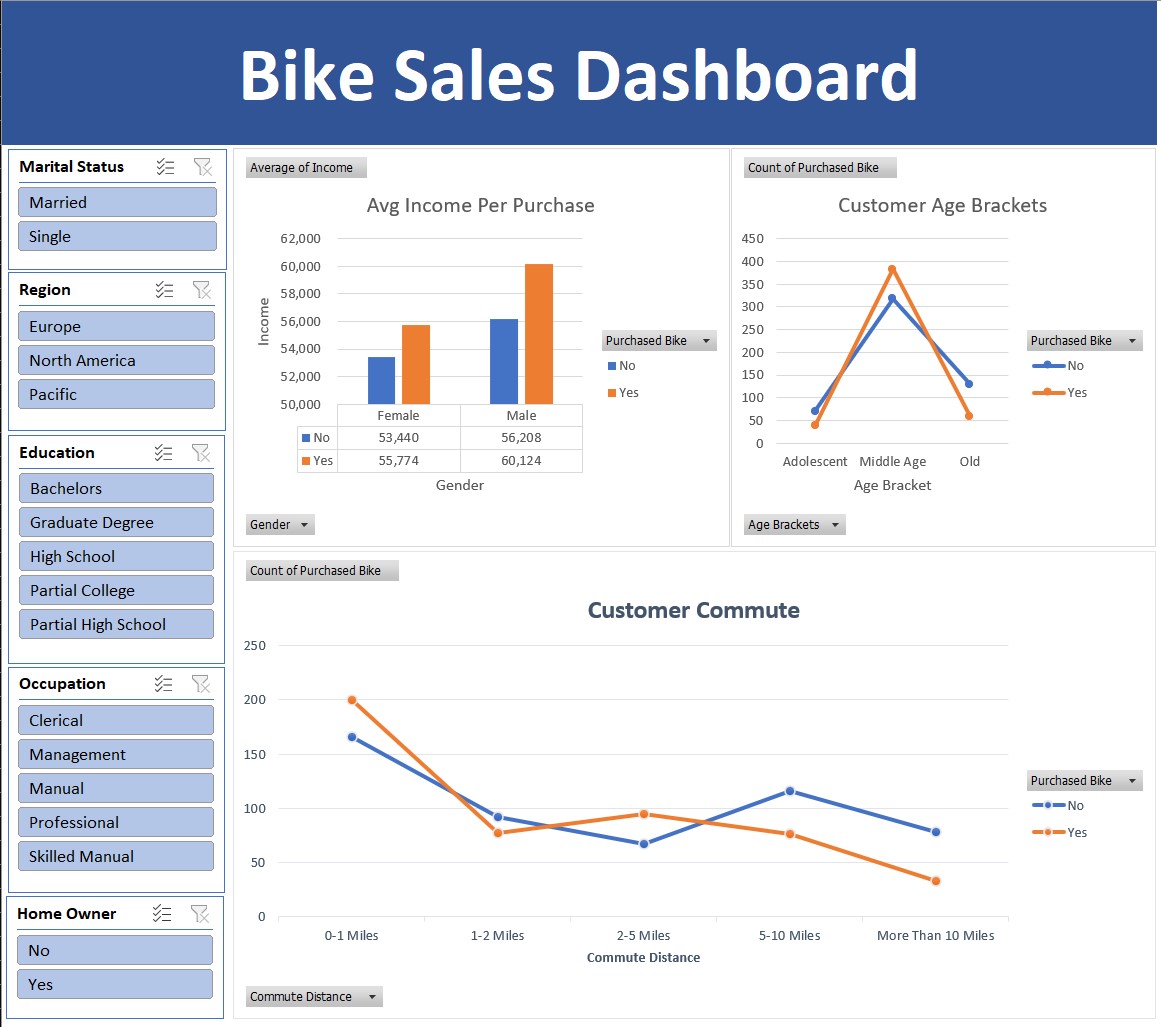 Bike Sales Dashboard
Marital Status
Married
Single
Region
Europe
North America
Pacific
Education
Bachelors
Graduate Degree
High School
Partial College
Partial High School
Occupation
Clerical
Management
Manual
Professional
Skilled Manual
Home Owner
No
Yes
Average of Income
Avg Income Per Purchase
62,000
60,000
58,000
56,000
54,000
52,000
50,000
Income
Female Male
No 53,440 56,208
Yes 55,774 60,124
Gender
Purchased Bike
No
Yes
Gender
Count of Purchased Bike
Customer Age Brackets
450
400
350
300
250
200
150
100
50
0
Adolescent Middle Age Old
Age Bracket
Purchased Bike
No
Yes
Age Brackets
Count of Purchased Bike
Customer Commute
250
200
150
100
50
0
0-1 Miles 1-2 Miles 2-5 Miles 5-10 Miles More Than 10 Miles
Commute Distance
Purchased Bike
No
Yes
Commute Distance